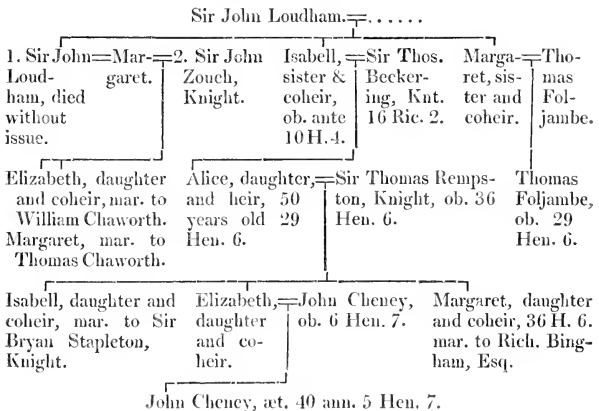 Sir John Loudham.=......
1. Sir John=
Loud-
ham, died
without
issue.
Mar-=
garet.
2. Sir John
Zouch,
Knight.
Isabell,=
sister &
coheir,
ob. ante
10 H. 4.
Sir Thos.
Becker-
ing, Knt.
16 Ric. 2.
Marga-=
ret, sis-
ter and
coheir.
Tho-
mas
Fol-
jambe.
Elizabeth, daughter
and coheir, mar. to
William Chaworth.
Margaret, mar. to
Thomas Chaworth.
Alice, daughter,=
and heir, 50
years old 29
Hen. 6.
Sir Thomas Remps-
ton, Knight, ob. 36
Hen. 6.
Thomas
Foljambe,
ob. 29
Hen. 6.
Isabell, daughter and
coheir, mar. to Sir
Bryan Stapleton,
Knight.
Elizabeth,=
daughter
and co-
heir.
John Cheney,
ob. 6 Hen. 7.
Margaret, daughter
and coheir, 36 H. 6.
mar. to Rich. Bing-
ham, Esq.
John Cheney, æt. 40 ann. 5 Hen. 7.